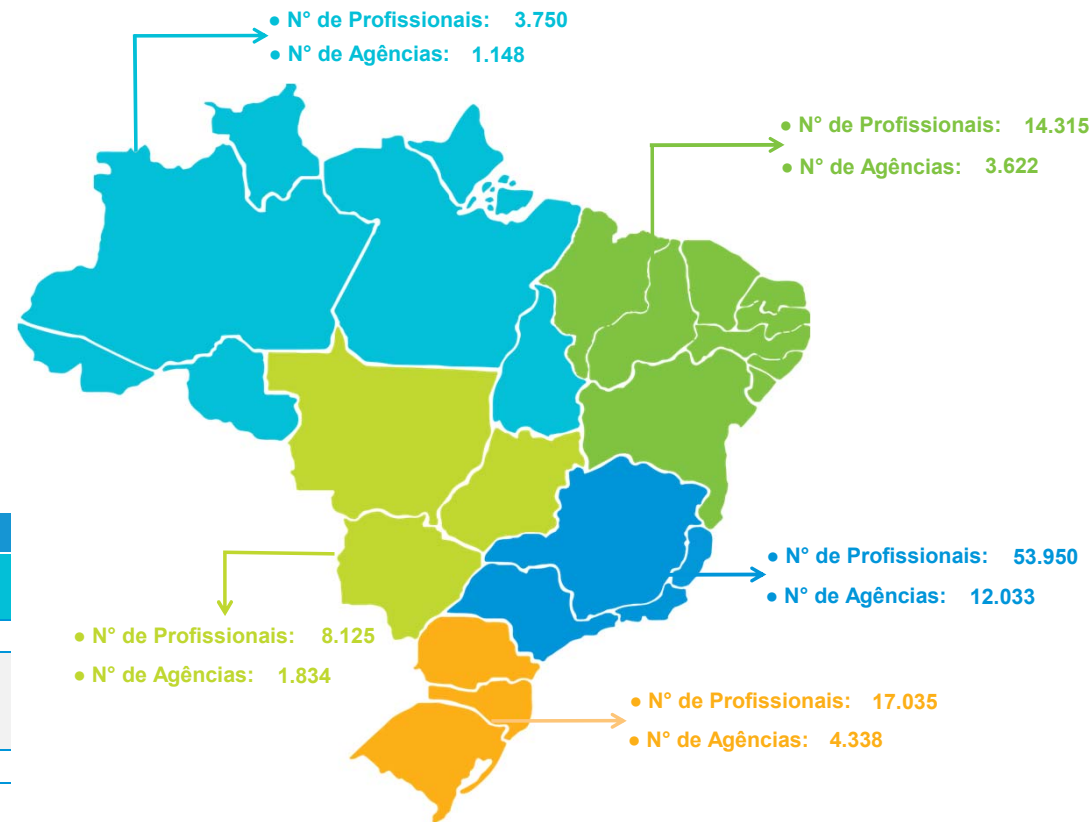 ● N° de Profissionais: 3.750
● N° de Agências: 1.148
● N° de Profissionais: 14.315
● N° de Agências: 3.622
● N° de Profissionais: 53.950
● N° de Agências: 12.033
● N° de Profissionais: 8.125
● N° de Agências: 1.834
● N° de Profissionais: 17.035
● N° de Agências: 4.338